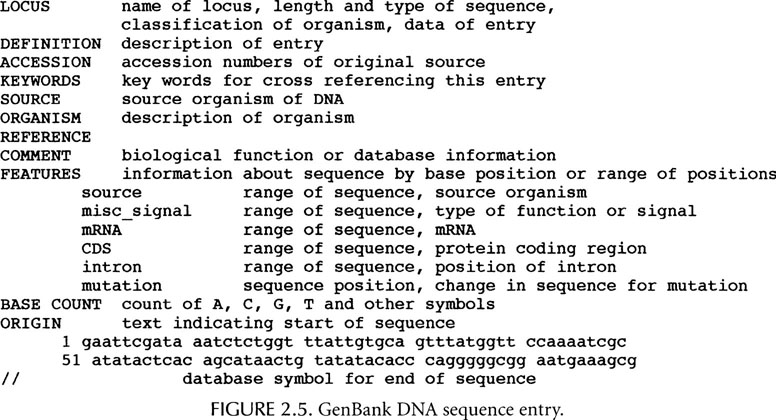 LOCUS name of locus, length and type of sequence,
classification of organism, data of entry
DEFINITION description of entry
ACCESSION accession numbers of original source
KEYWORDS key words for cross referencing this entry
SOURCE source organism of DNA
ORGANISM description of organism
REFERENCE
COMMENT biological function or database information
FEATURES information about sequence by base position or range of positions
source range of sequence, source organism
misc_signal range of sequence, type of function or signal
mRNA range of sequence, mRNA
CDS range of sequence, protein coding region
intron range of sequence, position of intron
mutation sequence position, change in sequence for mutation
BASE COUNT count of A, C, G, T and other symbols
ORIGIN text indicating start of sequence
1 gaattcgata aatctctggt ttattgtgca gtttatggtt ccaaaatcgc
51 atatactcac agcataactg tatatacacc cagggggcgg aatgaaagcg
// database symbol for end of sequence
FIGURE 2.5. GenBank DNA sequence entry.